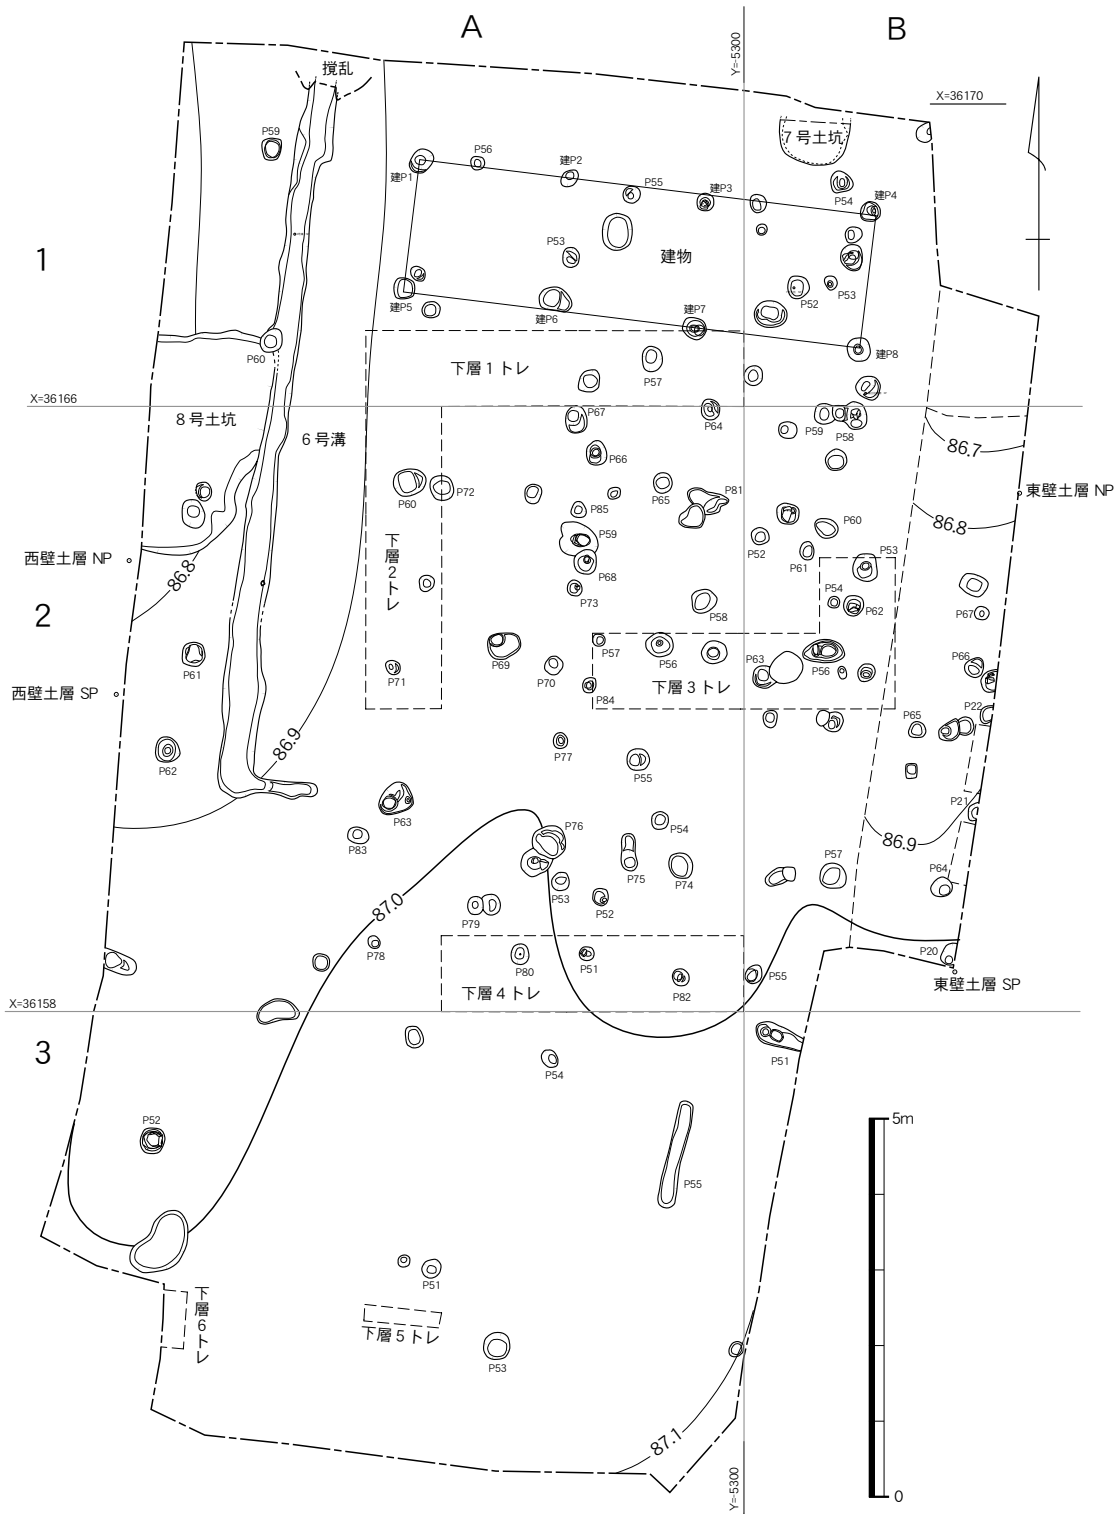 A
B
Y=-5300
撹乱
X=36170
7号土坑
P59
P56
建P2
建P1
P55
建P3
P54
建P4
1
P53
建物
P52
P53
建P5
建P6
建P7
P60
下層1トレ
P57
建P8
X=36166
8号土坑
6号溝
P67
P64
P59
P58
86.7
P66
P60
P72
P65
P81
東壁土層 NP
P85
86.8
下層2トレ
P59
P52
P60
西壁土層 NP
P61
P53
86.8
P68
P73
P58
P54
P62
P67
2
P61
P69
P57
P56
P63
P56
P66
P71
P70
下層3トレ
西壁土層 SP
P84
P22
P65
P62
86.9
P77
P55
P63
P21
P83
P76
P54
86.9
P75
P74
P57
P64
87.0
P53
P52
P79
P78
P80
P51
P20
下層4トレ
P82
P55
東壁土層 SP
X=36158
3
P54
P51
P52
5m
P55
P51
下層6トレ
下層5トレ
P53
87.1
Y=-5300
0